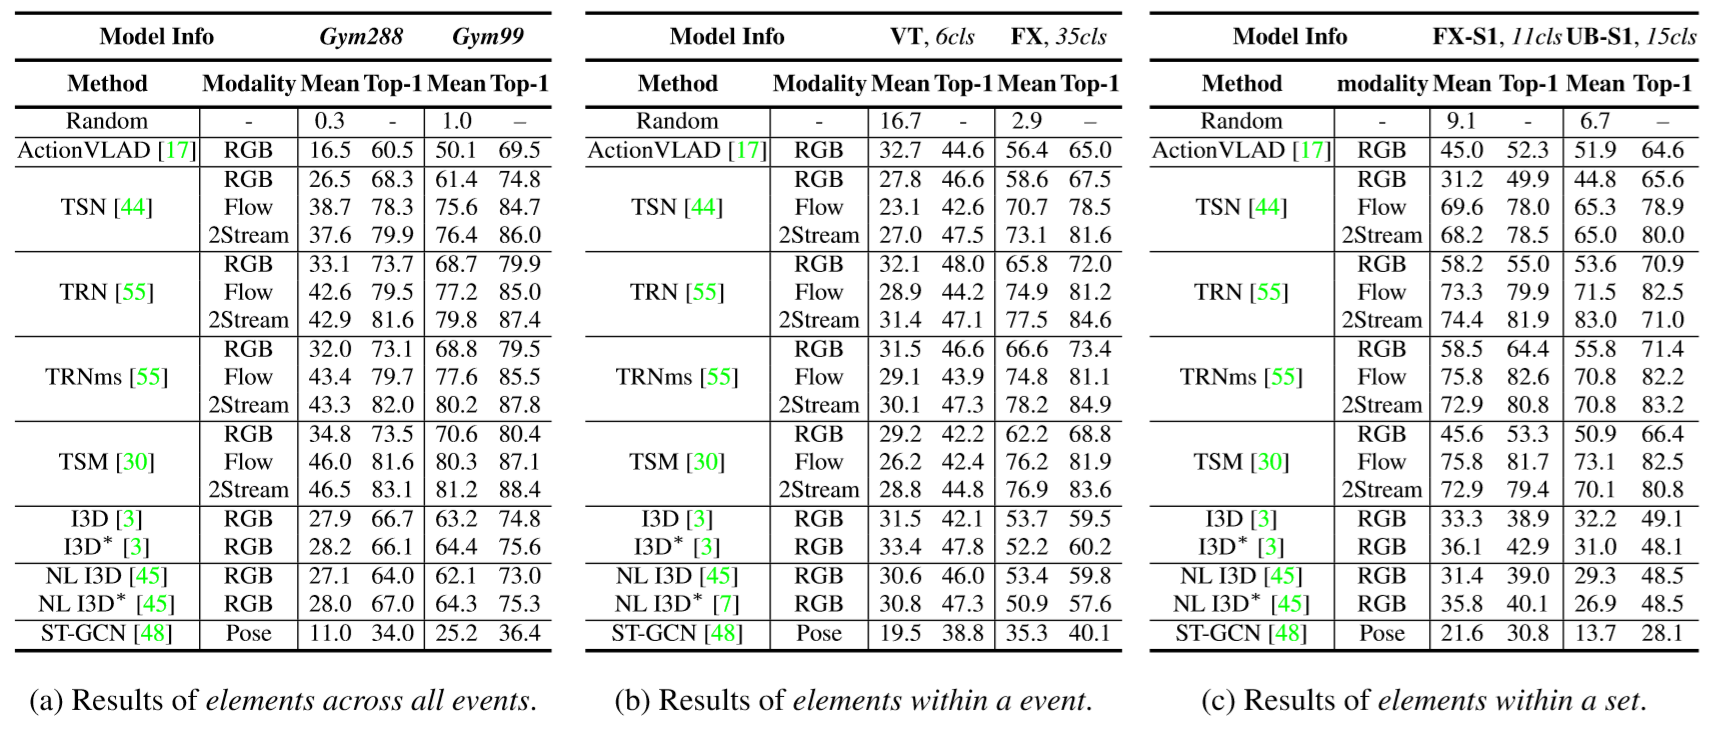 Model Info Gym288 Gym99
Method Modality Mean Top-1 Mean Top-1
Random - 0.3 - 1.0 –
ActionVLAD [17] RGB 16.5 60.5 50.1 69.5
RGB 26.5 68.3 61.4 74.8
TSN [44] Flow 38.7 78.3 75.6 84.7
2Stream 37.6 79.9 76.4 86.0
RGB 33.1 73.7 68.7 79.9
TRN [55] Flow 42.6 79.5 77.2 85.0
2Stream 42.9 81.6 79.8 87.4
RGB 32.0 73.1 68.8 79.5
TRNms [55] Flow 43.4 79.7 77.6 85.5
2Stream 43.3 82.0 80.2 87.8
RGB 34.8 73.5 70.6 80.4
TSM [30] Flow 46.0 81.6 80.3 87.1
2Stream 46.5 83.1 81.2 88.4
I3D [3] RGB 27.9 66.7 63.2 74.8
I3D* [3] RGB 28.2 66.1 64.4 75.6
NL I3D [45] RGB 27.1 64.0 62.1 73.0
NL I3D* [45] RGB 28.0 67.0 64.3 75.3
ST-GCN [48] Pose 11.0 34.0 25.2 36.4
(a) Results of elements across all events.
Model Info VT, 6cls FX, 35cls
Method Modality Mean Top-1 Mean Top-1
Random - 16.7 - 2.9 –
ActionVLAD [17] RGB 32.7 44.6 56.4 65.0
RGB 27.8 46.6 58.6 67.5
TSN [44] Flow 23.1 42.6 70.7 78.5
2Stream 27.0 47.5 73.1 81.6
RGB 32.1 48.0 65.8 72.0
TRN [55] Flow 28.9 44.2 74.9 81.2
2Stream 31.4 47.1 77.5 84.6
RGB 31.5 46.6 66.6 73.4
TRNms [55] Flow 29.1 43.9 74.8 81.1
2Stream 30.1 47.3 78.2 84.9
RGB 29.2 42.2 62.2 68.8
TSM [30] Flow 26.2 42.4 76.2 81.9
2Stream 28.8 44.8 76.9 83.6
I3D [3] RGB 31.5 42.1 53.7 59.5
I3D* [3] RGB 33.4 47.8 52.2 60.2
NL I3D [45] RGB 30.6 46.0 53.4 59.8
NL I3D* [7] RGB 30.8 47.3 50.9 57.6
ST-GCN [48] Pose 19.5 38.8 35.3 40.1
(b) Results of elements within a event.
Model Info FX-S1, 11cls UB-S1, 15cls
Method modality Mean Top-1 Mean Top-1
Random - 9.1 - 6.7 –
ActionVLAD [17] RGB 45.0 52.3 51.9 64.6
RGB 31.2 49.9 44.8 65.6
TSN [44] Flow 69.6 78.0 65.3 78.9
2Stream 68.2 78.5 65.0 80.0
RGB 58.2 55.0 53.6 70.9
TRN [55] Flow 73.3 79.9 71.5 82.5
2Stream 74.4 81.9 83.0 71.0
RGB 58.5 64.4 55.8 71.4
TRNms [55] Flow 75.8 82.6 70.8 82.2
2Stream 72.9 80.8 70.8 83.2
RGB 45.6 53.3 50.9 66.4
TSM [30] Flow 75.8 81.7 73.1 82.5
2Stream 72.9 79.4 70.1 80.8
I3D [3] RGB 33.3 38.9 32.2 49.1
I3D* [3] RGB 36.1 42.9 31.0 48.1
NL I3D [45] RGB 31.4 39.0 29.3 48.5
NL I3D* [45] RGB 35.8 40.1 26.9 48.5
ST-GCN [48] Pose 21.6 30.8 13.7 28.1
(c) Results of elements within a set.